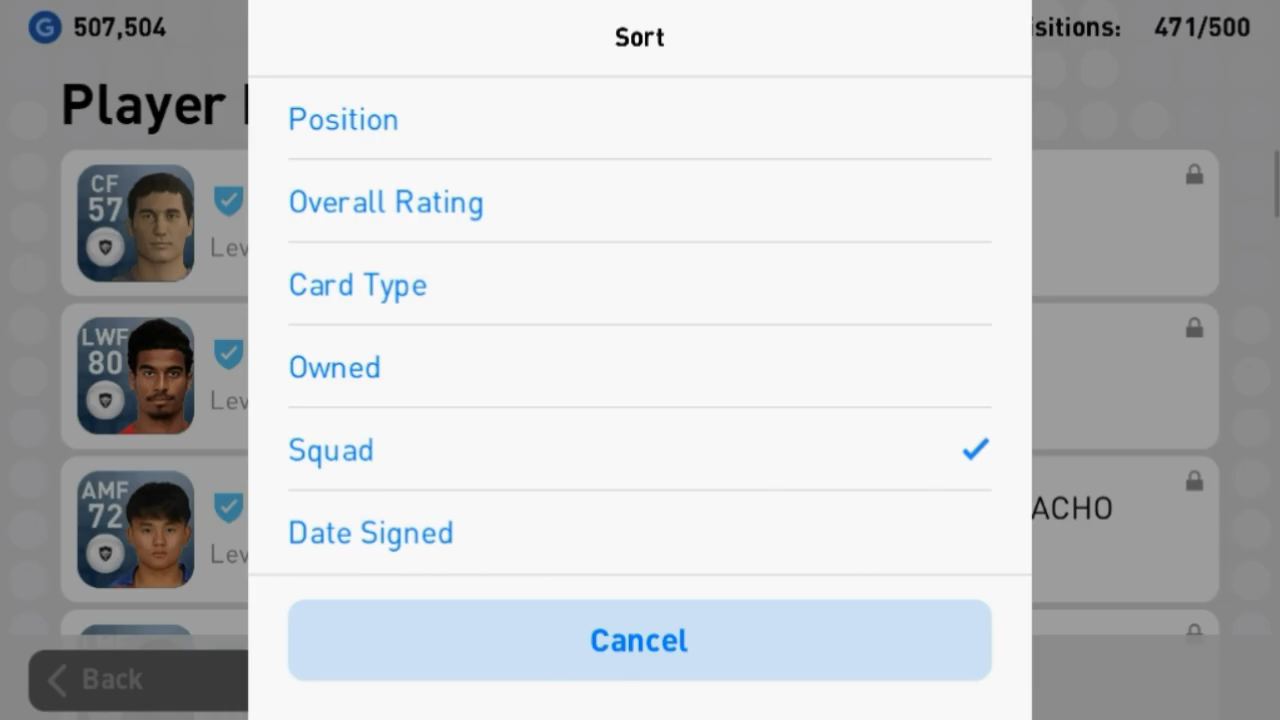 G 507,504
Sort
sitions: 471/500
Player
Position
CF
57
Overall Rating
Lev
Card Type
LWF
80
Owned
Lev
Squad
AMF
72
ACHO
Date Signed
Lev
Cancel
Back